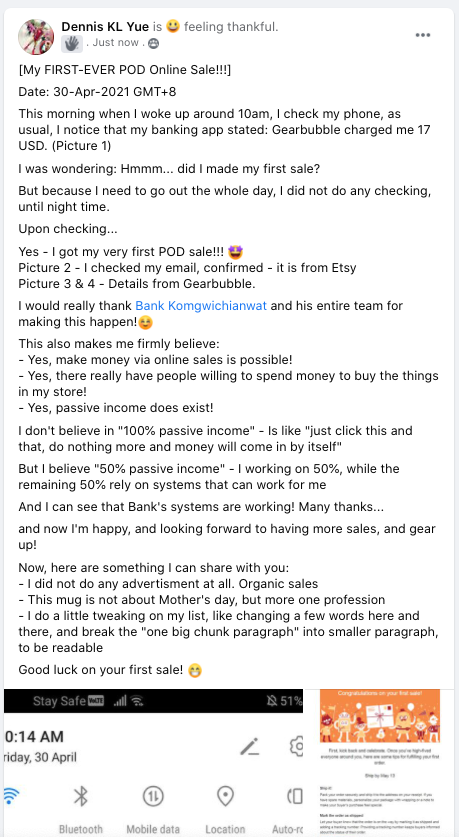 Dennis KL Yue is 😃 feeling thankful.
. Just now .
[My FIRST-EVER POD Online Sale!!!]
Date: 30-Apr-2021 GMT+8
This morning when I woke up around 10am, I check my phone, as
usual, I notice that my banking app stated: Gearbubble charged me 17
USD. (Picture 1)
I was wondering: Hmmm... did I made my first sale?
But because I need to go out the whole day, I did not do any checking,
until night time.
Upon checking...
Yes - I got my very first POD sale!!! 🤩
Picture 2 - I checked my email, confirmed - it is from Etsy
Picture 3 & 4 - Details from Gearbubble.
I would really thank Bank Komgwichianwat and his entire team for
making this happen!☺️
This also makes me firmly believe:
- Yes, make money via online sales is possible!
- Yes, there really have people willing to spend money to buy the things
in my store!
- Yes, passive income does exist!
I don't believe in "100% passive income" - Is like "just click this and
that, do nothing more and money will come in by itself"
But I believe "50% passive income" - I working on 50%, while the
remaining 50% rely on systems that can work for me
And I can see that Bank's systems are working! Many thanks...
and now I'm happy, and looking forward to having more sales, and gear
up!
Now, here are something I can share with you:
- I did not do any advertisment at all. Organic sales
- This mug is not about Mother's day, but more one profession
- I do a little tweaking on my list, like changing a few words here and
there, and break the "one big chunk paragraph" into smaller paragraph,
to be readable
Good luck on your first sale! 😁
Stay Safe
51%
0:14 AM
riday, 30 April
Bluetooth
Mobile data
Location
Auto-rc
Congratulations on your first sale!
First, kick back and celebrate. Once you've high-fived
everyone around you, here are some tips for fulfilling your first
order.
Ship by May 13